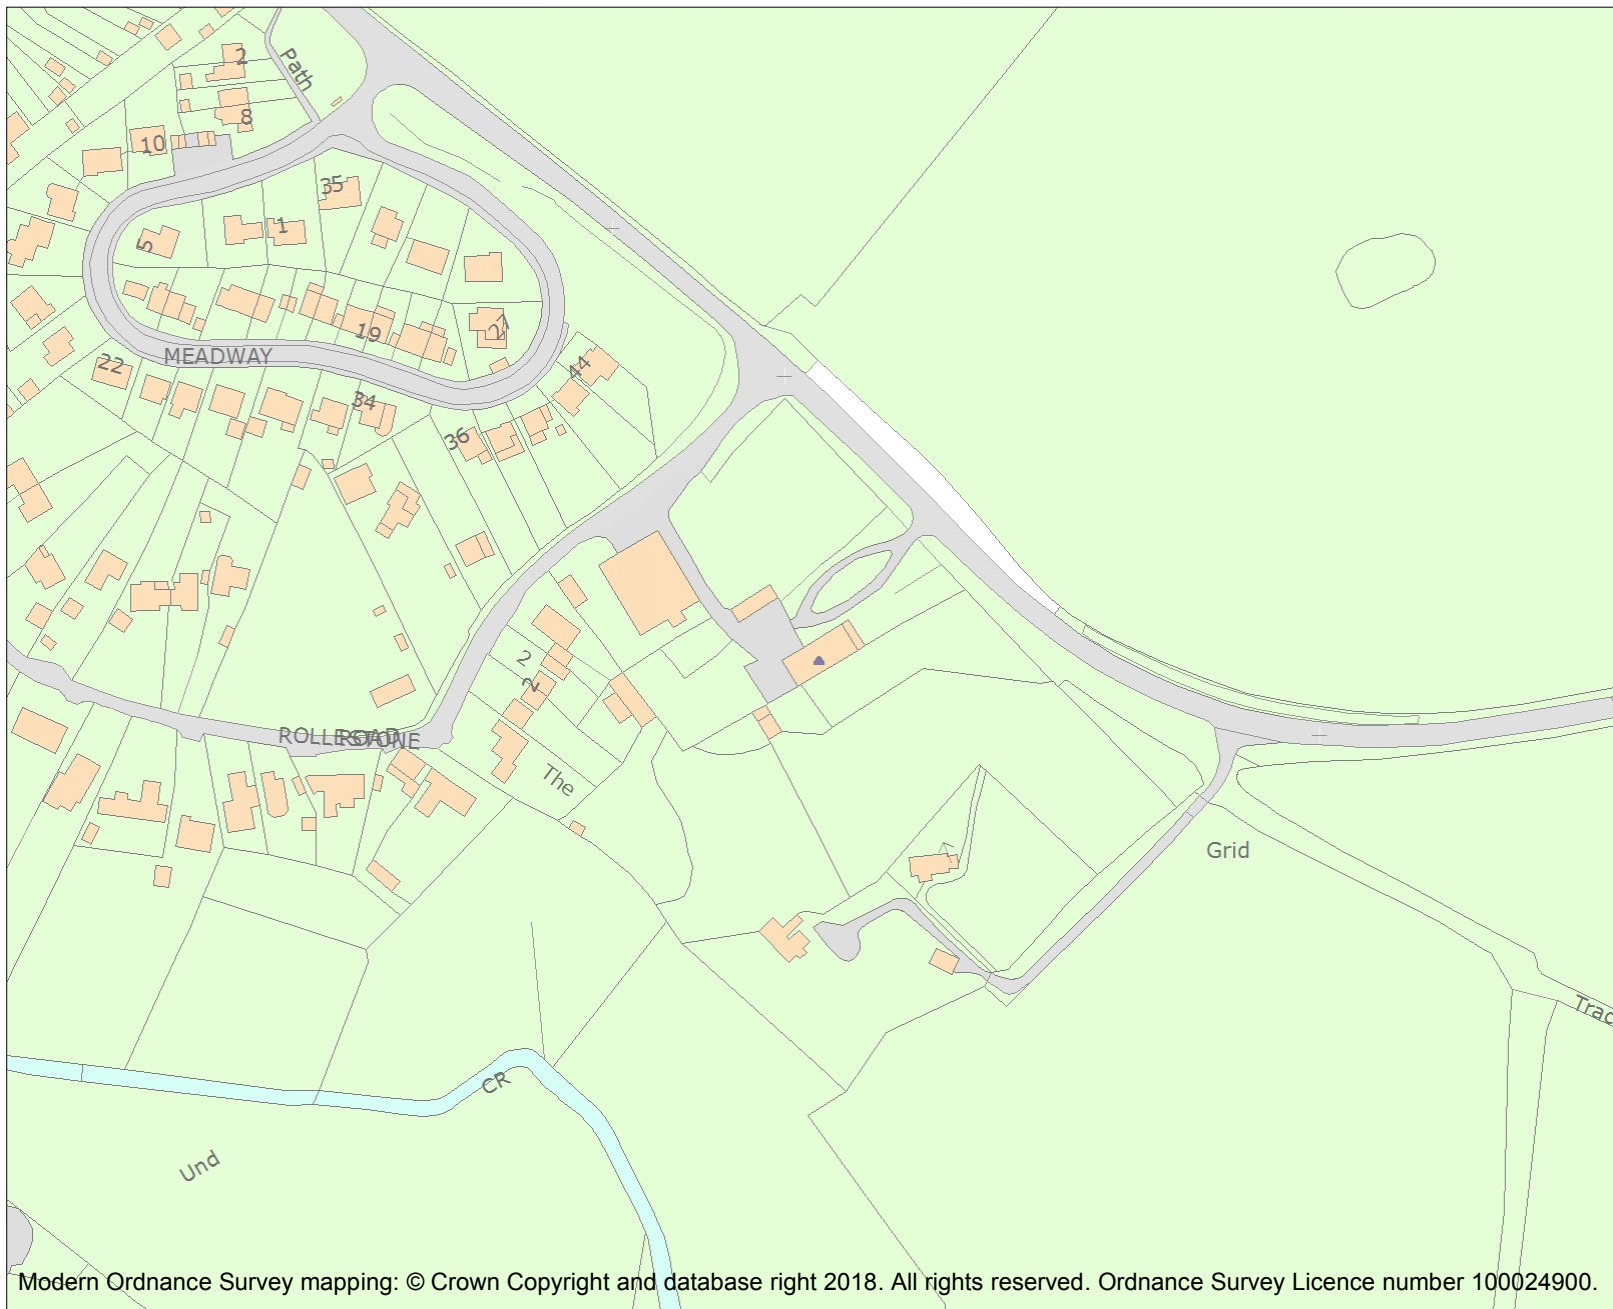 2
Path
8
10
35
1
5
27
19
MEADWAY
22
44
34
36
2
2
ROLLESTONE
ROAD
The
Grid
Trac
CR
Und
Modern Ordnance Survey mapping: © Crown Copyright and database right 2018. All rights reserved. Ordnance Survey Licence number 100024900.